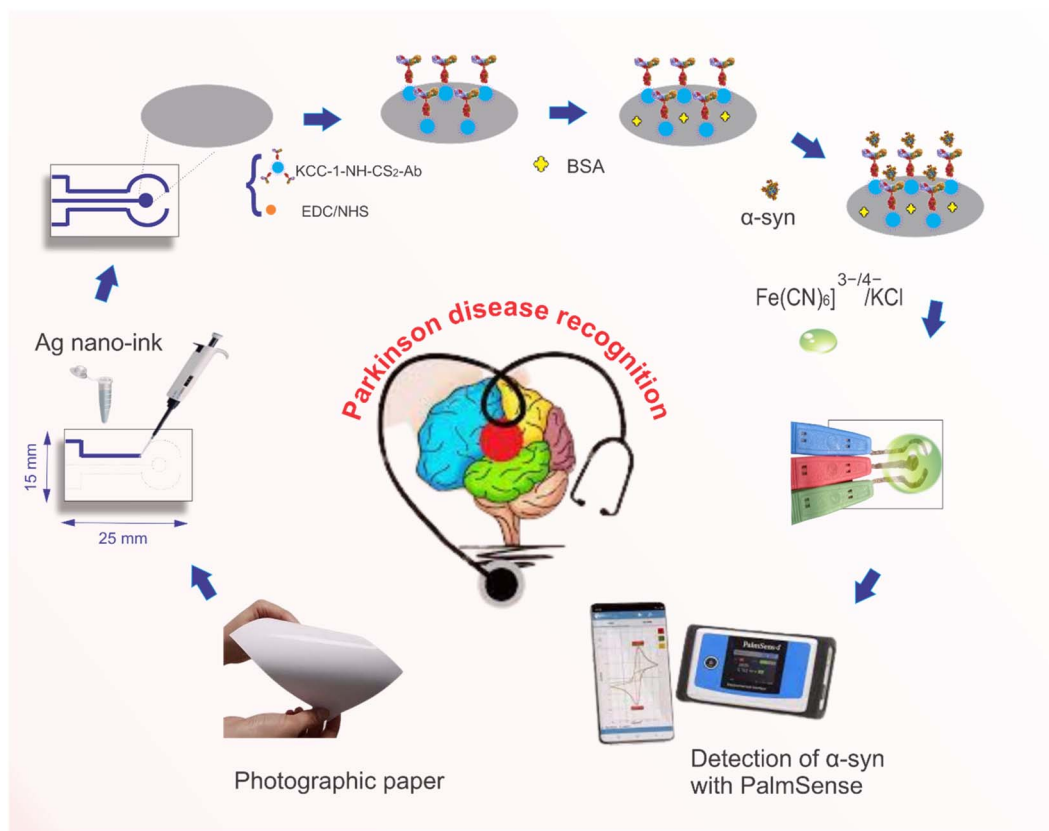 KCC-1-NH-CS₂-Ab
EDC/NHS
BSA
α-syn
Fe(CN)₆]³⁻/⁴⁻/KCl
Ag nano-ink
15 mm
25 mm
Parkinson disease recognition
PalmSens4
Photographic paper
Detection of α-syn
with PalmSense